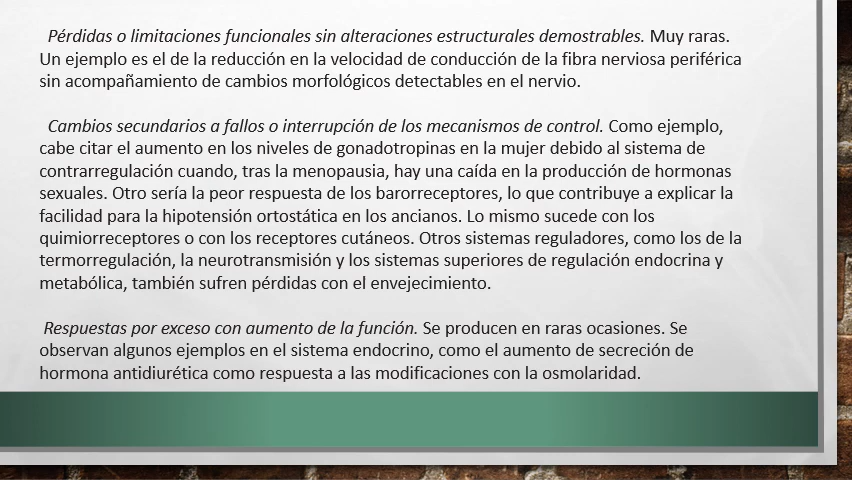 Pérdidas o limitaciones funcionales sin alteraciones estructurales demostrables. Muy raras.
Un ejemplo es el de la reducción en la velocidad de conducción de la fibra nerviosa periférica
sin acompañamiento de cambios morfológicos detectables en el nervio.
Cambios secundarios a fallos o interrupción de los mecanismos de control. Como ejemplo,
cabe citar el aumento en los niveles de gonadotropinas en la mujer debido al sistema de
contrarregulación cuando, tras la menopausia, hay una caída en la producción de hormonas
sexuales. Otro sería la peor respuesta de los barorreceptores, lo que contribuye a explicar la
facilidad para la hipotensión ortostática en los ancianos. Lo mismo sucede con los
quimiorreceptores o con los receptores cutáneos. Otros sistemas reguladores, como los de la
termorregulación, la neurotransmisión y los sistemas superiores de regulación endocrina y
metabólica, también sufren pérdidas con el envejecimiento.
Respuestas por exceso con aumento de la función. Se producen en raras ocasiones. Se
observan algunos ejemplos en el sistema endocrino, como el aumento de secreción de
hormona antidiurética como respuesta a las modificaciones con la osmolaridad.